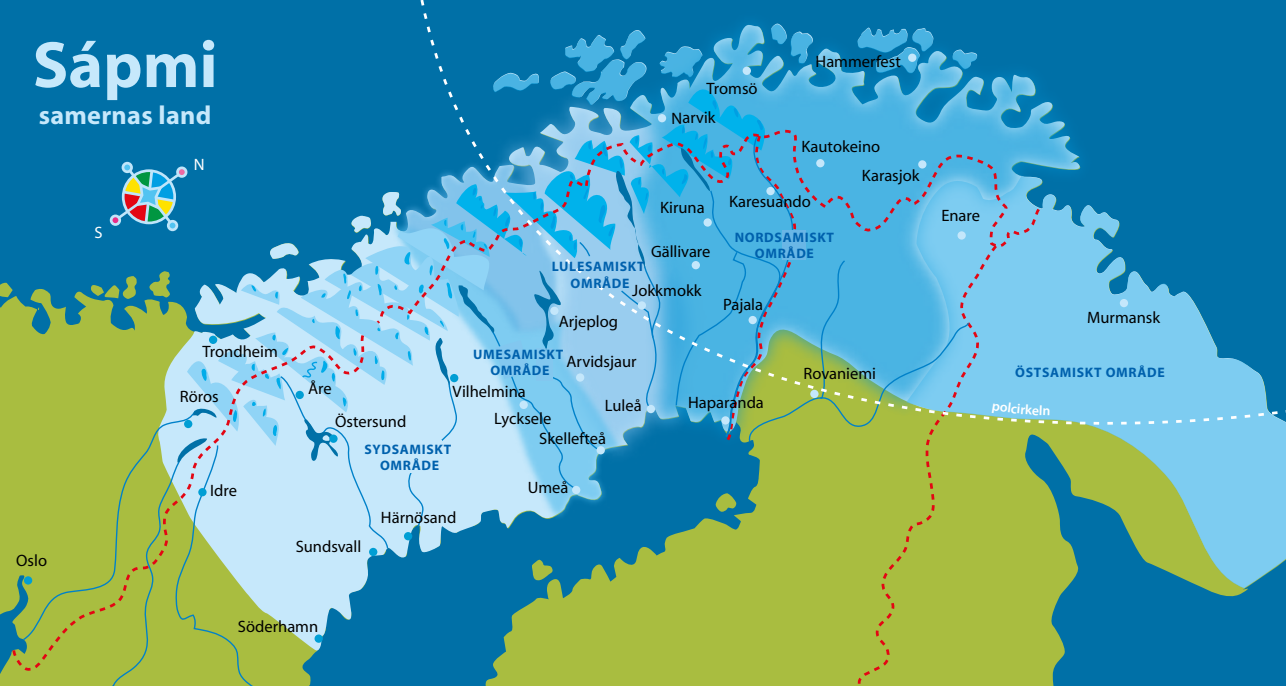 Sápmi
samernas land
N
S
Hammerfest
Tromsö
Narvik
Kautokeino
Karasjok
Kiruna
Karesuando
Enare
NORDSAMISKT
OMRÅDE
Gällivare
LULESAMISKT
OMRÅDE
Jokkmokk
Pajala
Murmansk
Arjeplog
Trondheim
UMESAMISKT
OMRÅDE
Arvidsjaur
ÖSTSAMISKT OMRÅDE
Rovaniemi
Röros
Åre
Vilhelmina
Luleå
Haparanda
polcirkeln
Lycksele
Östersund
Skellefteå
SYDSAMISKT
OMRÅDE
Umeå
Idre
Härnösand
Sundsvall
Oslo
Söderhamn